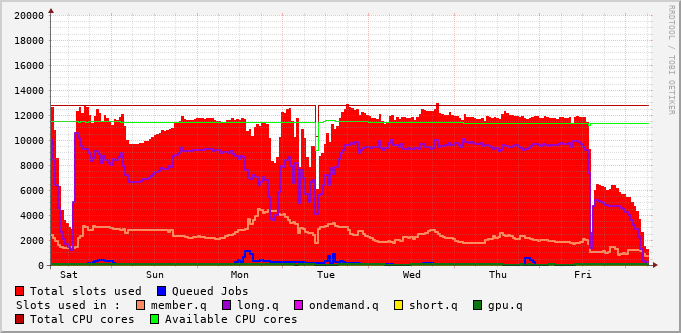 20000
18000
16000
14000
12000
10000
8000
6000
4000
2000
0
Sat Sun Mon Tue Wed Thu Fri
RRDTOOL / TOBI OETIKER
Total slots used Queued Jobs
Slots used in : member.q long.q ondemand.q short.q gpu.q
Total CPU cores Available CPU cores